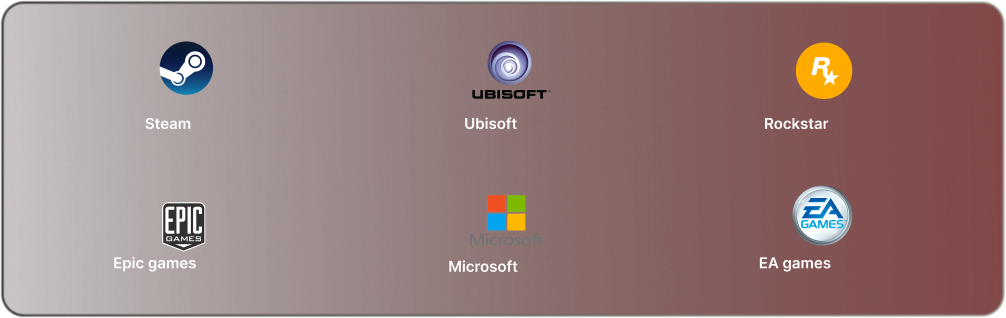 UBISOFT
R
Steam
Ubisoft
Rockstar
EPIC
GAMES
Microsoft
EA
GAMES
Epic games
Microsoft
EA games